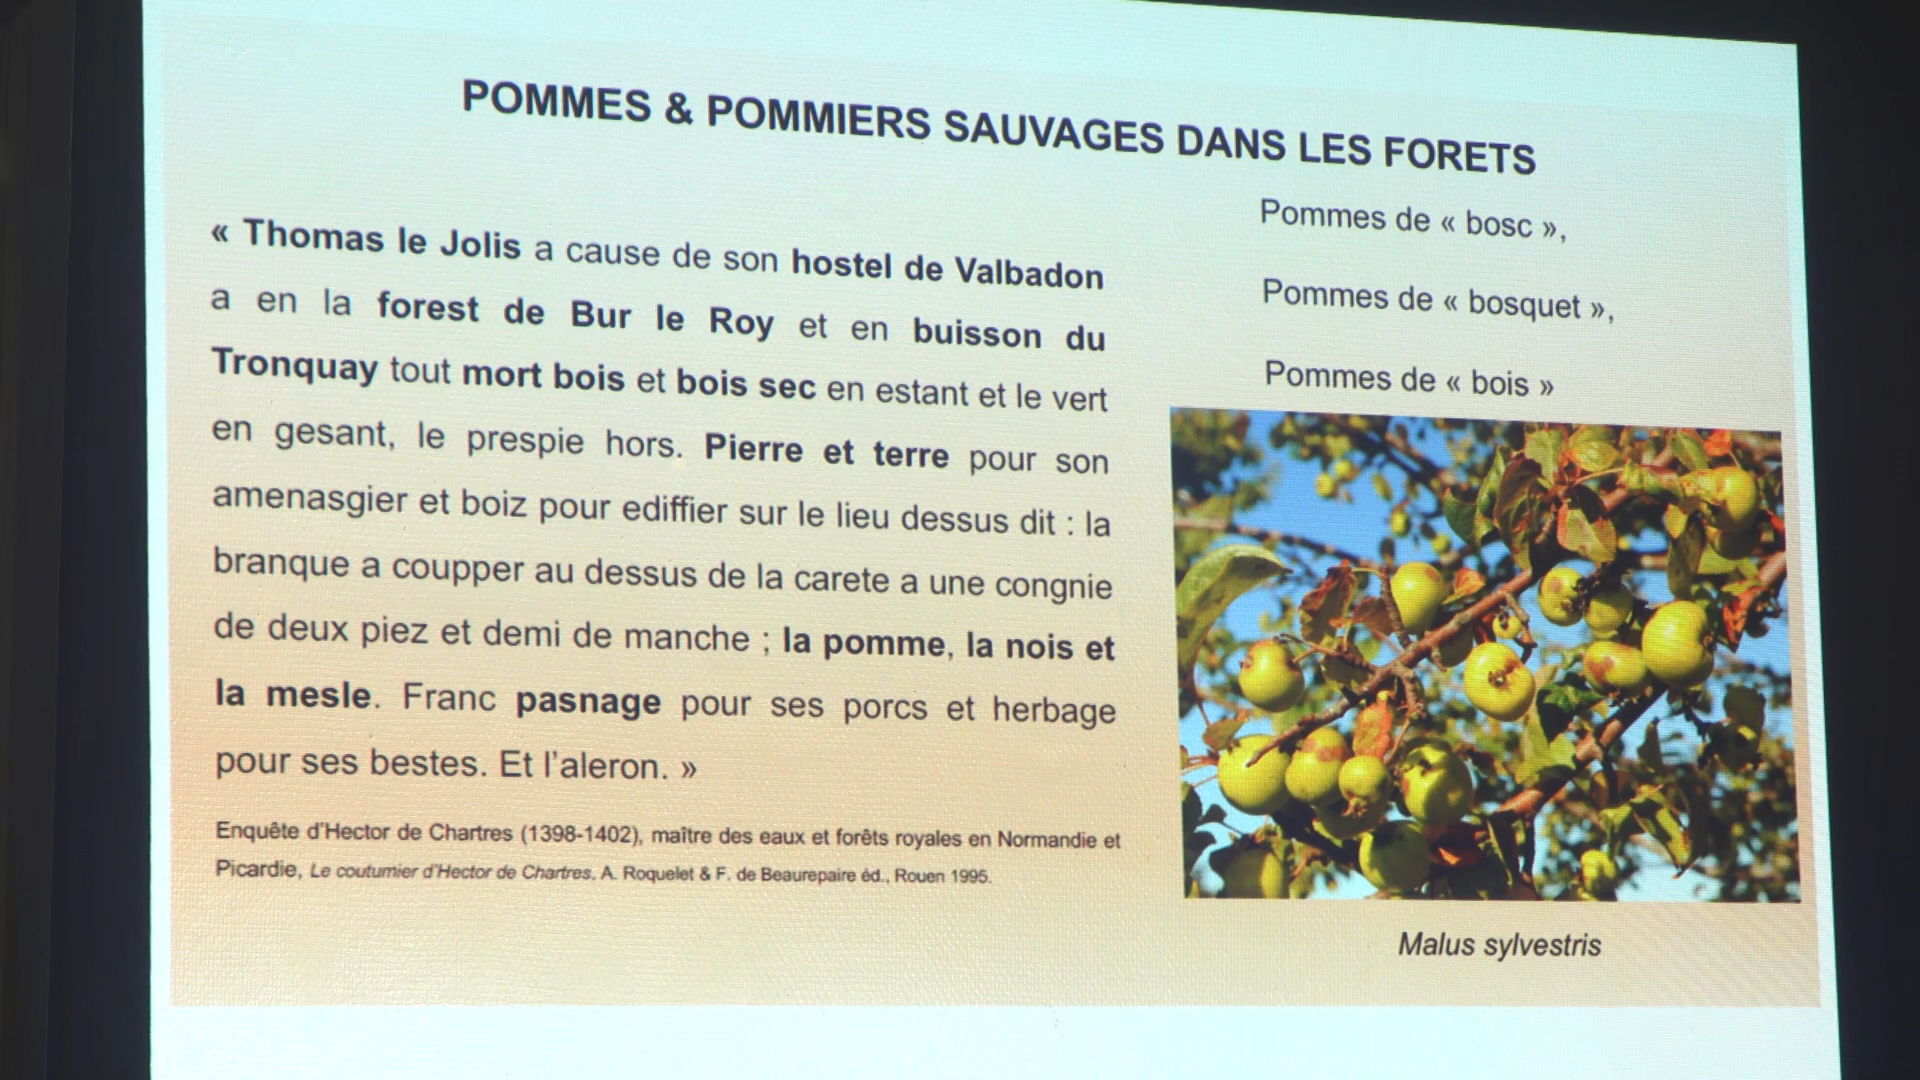 POMMES & POMMIERS SAUVAGES DANS LES FORETS
« Thomas le Jolis a cause de son hostel de Valbadon
a en la forest de Bur le Roy et en buisson du
Tronquay tout mort bois et bois sec en estant et le vert
en gesant, le prespie hors. Pierre et terre pour son
amenasgier et boiz pour ediffier sur le lieu dessus dit : la
branque a coupper au dessus de la carete a une congnie
de deux piez et demi de manche ; la pomme, la nois et
la mesle. Franc pasnage pour ses porcs et herbage
pour ses bestes. Et l'aleron. »
Enquête d'Hector de Chartres (1398-1402), maître des eaux et forêts royales en Normandie et
Picardie, Le coutumier d'Hector de Chartres. A. Roquelet & F. de Beaurepaire éd., Rouen 1995.
Pommes de « bosc »,
Pommes de « bosquet »,
Pommes de « bois »
Malus sylvestris